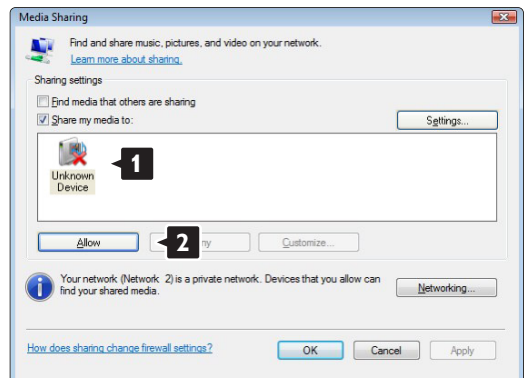 Media Sharing
Find and share music, pictures, and video on your network.
Learn more about sharing.
Sharing settings
Find media that others are sharing
Share my media to:
Settings...
Unknown
Device
1
Allow
2
ny
Customize...
Your network (Network 2) is a private network. Devices that you allow can
find your shared media.
Networking...
How does sharing change firewall settings?
OK
Cancel
Apply